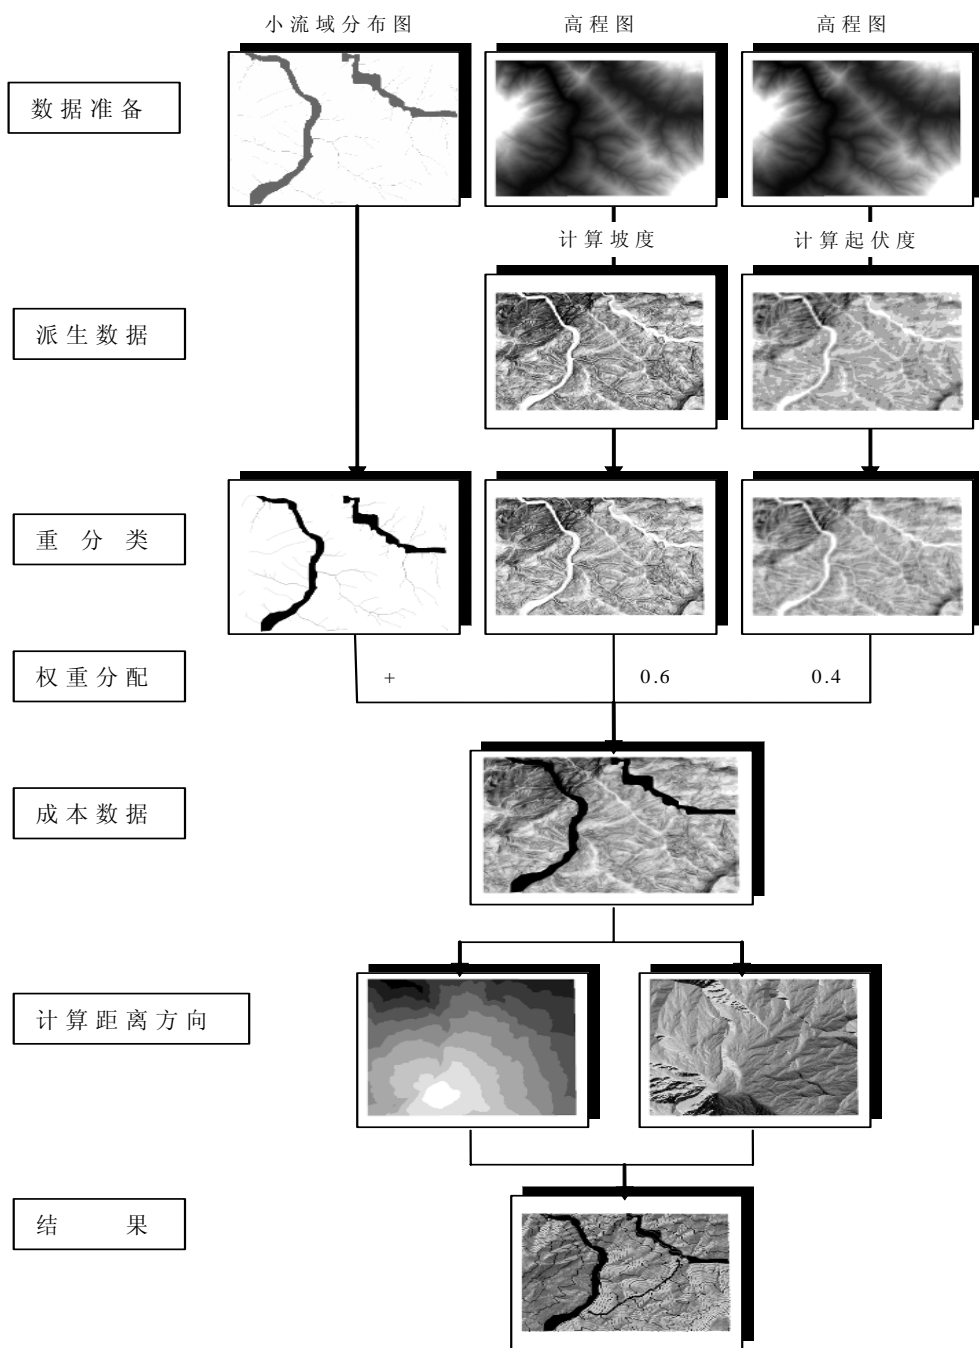 小流域分布图 高程图 高程图
数据准备
计算坡度 计算起伏度
派生数据
重分类
权重分配 + 0.6 0.4
成本数据
计算距离方向
结果